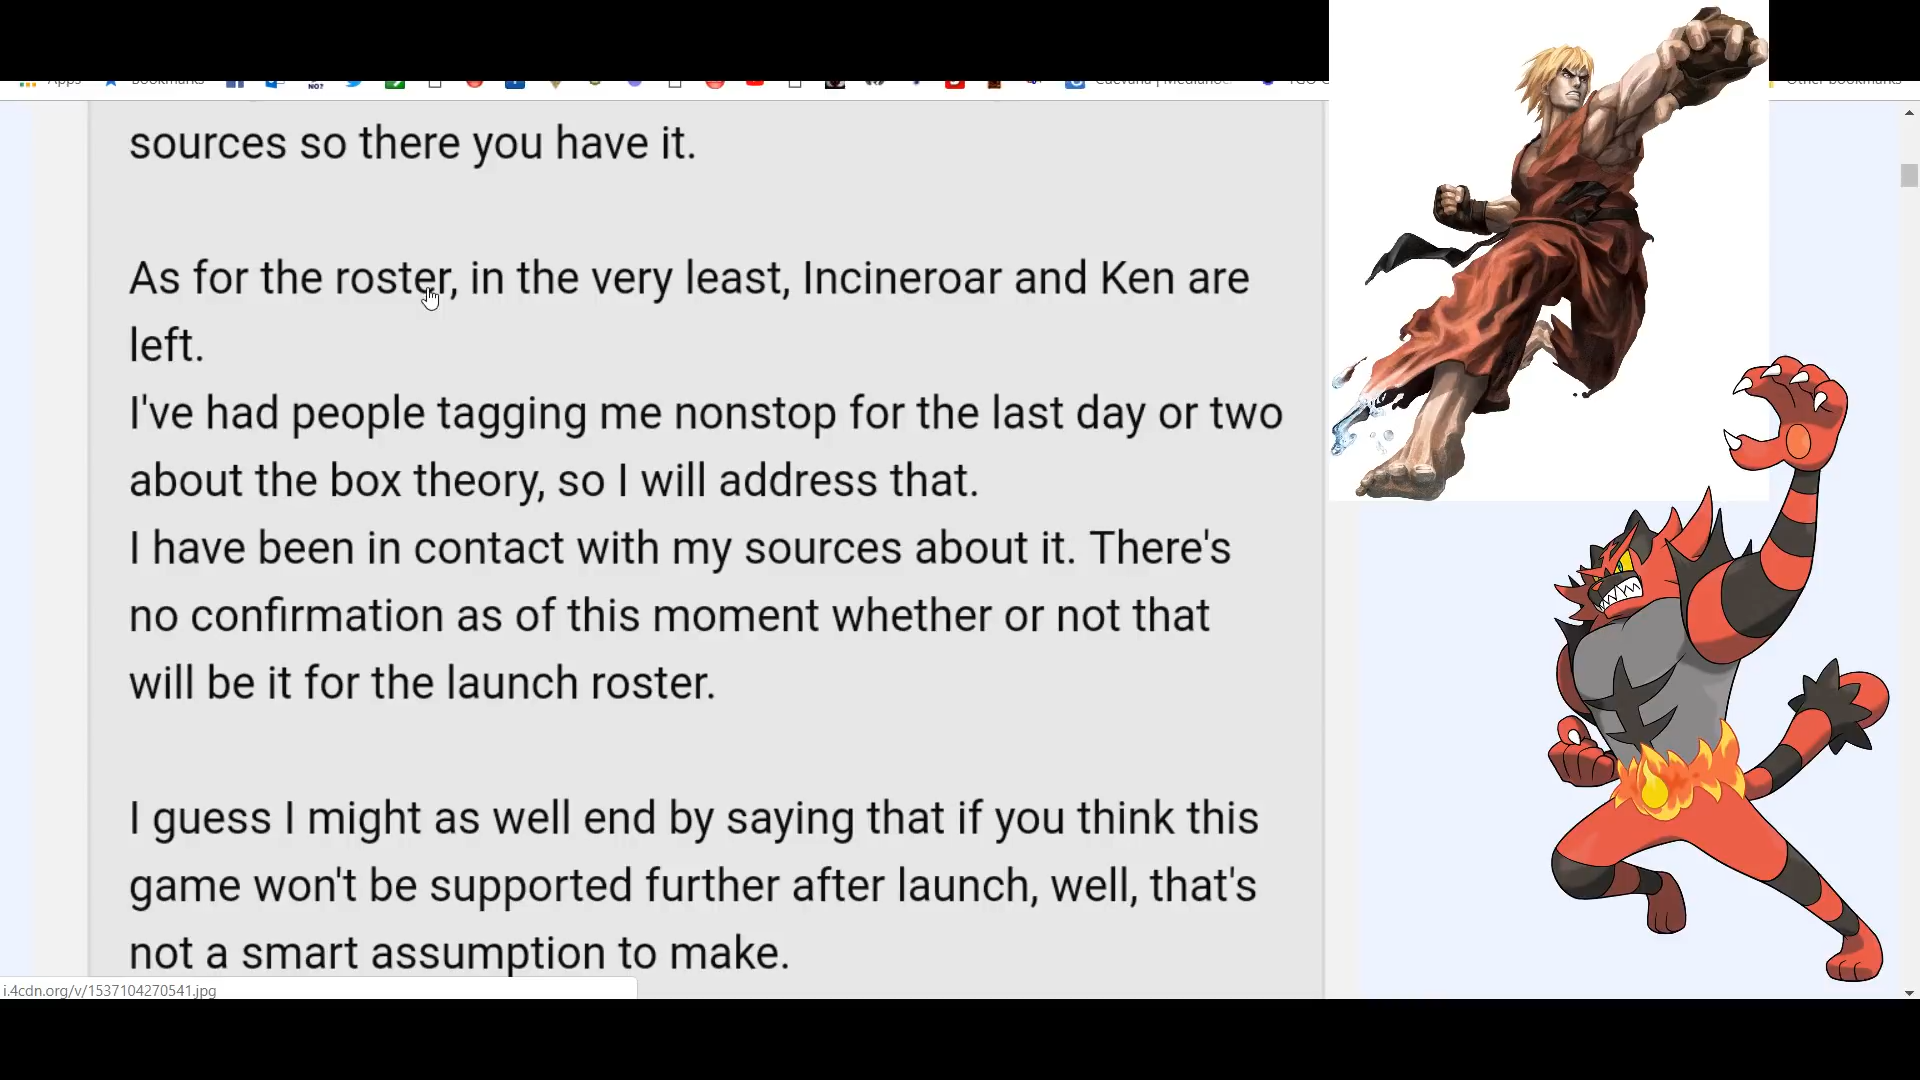 Apps Bookmarks NO? Other bookmarks
sources so there you have it.
As for the roster, in the very least, Incineroar and Ken are
left.
I've had people tagging me nonstop for the last day or two
about the box theory, so I will address that.
I have been in contact with my sources about it. There's
no confirmation as of this moment whether or not that
will be it for the launch roster.
I guess I might as well end by saying that if you think this
game won't be supported further after launch, well, that's
not a smart assumption to make.
i.4cdn.org/v/1537104270541.jpg